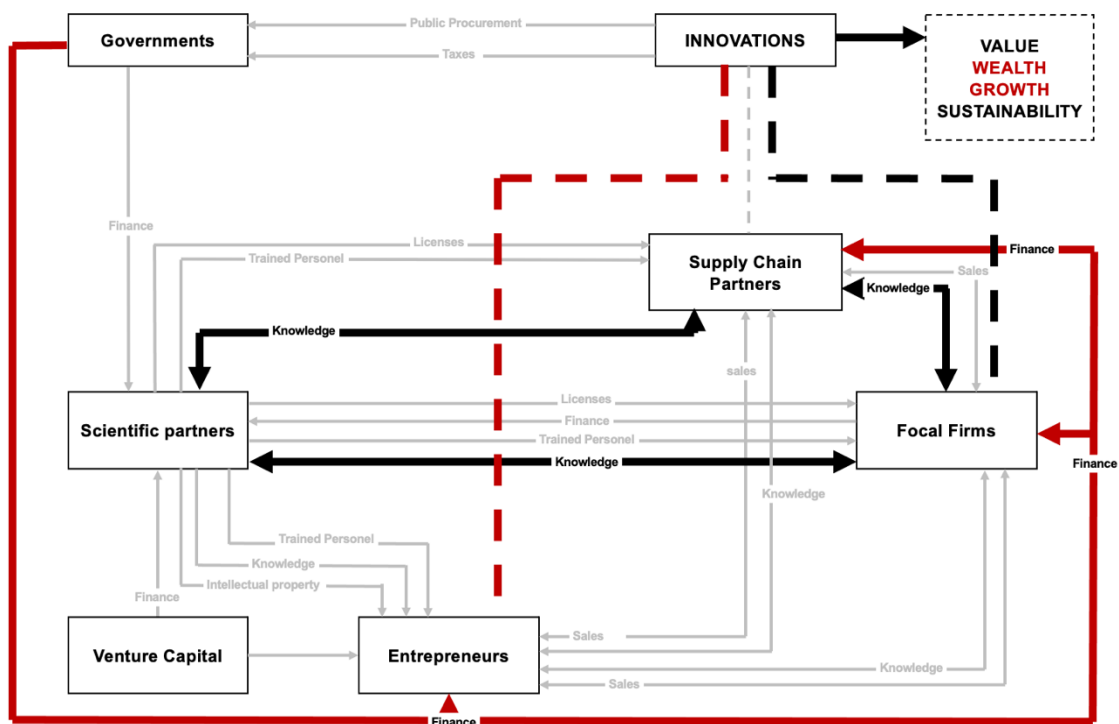 Public Procurement
Governments
INNOVATIONS
Taxes
VALUE
WEALTH
GROWTH
SUSTAINABILITY
Finance
Licenses
Trained Personel
Supply Chain
Partners
Finance
Sales
Knowledge
Knowledge
sales
Licenses
Finance
Scientific partners
Focal Firms
Trained Personel
Knowledge
Finance
Knowledge
Trained Personel
Knowledge
Intellectual property
Finance
Sales
Venture Capital
Entrepreneurs
Knowledge
Sales
Finance